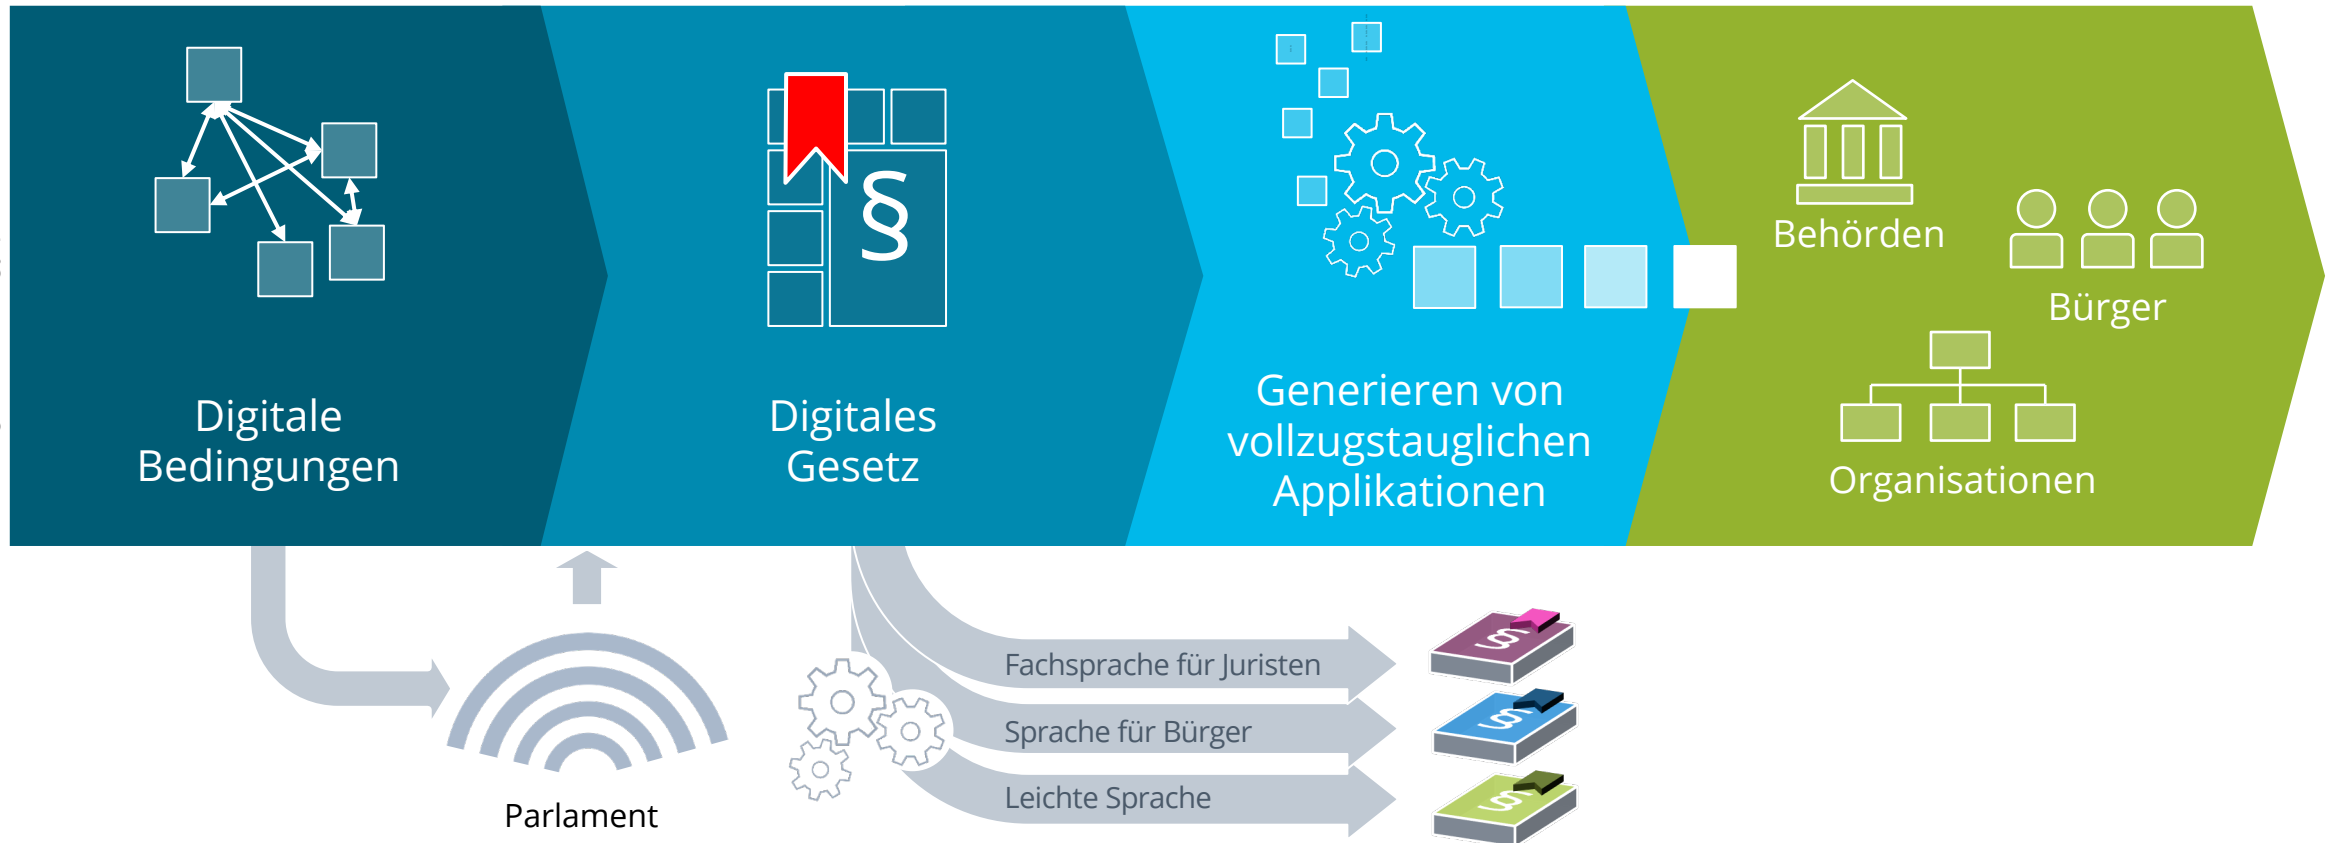 Digitale
Bedingungen
§
Digitales
Gesetz
Generieren von
vollzugstauglichen
Applikationen
Behörden
Bürger
Organisationen
Parlament
Fachsprache für Juristen
Sprache für Bürger
Leichte Sprache
§
§
§